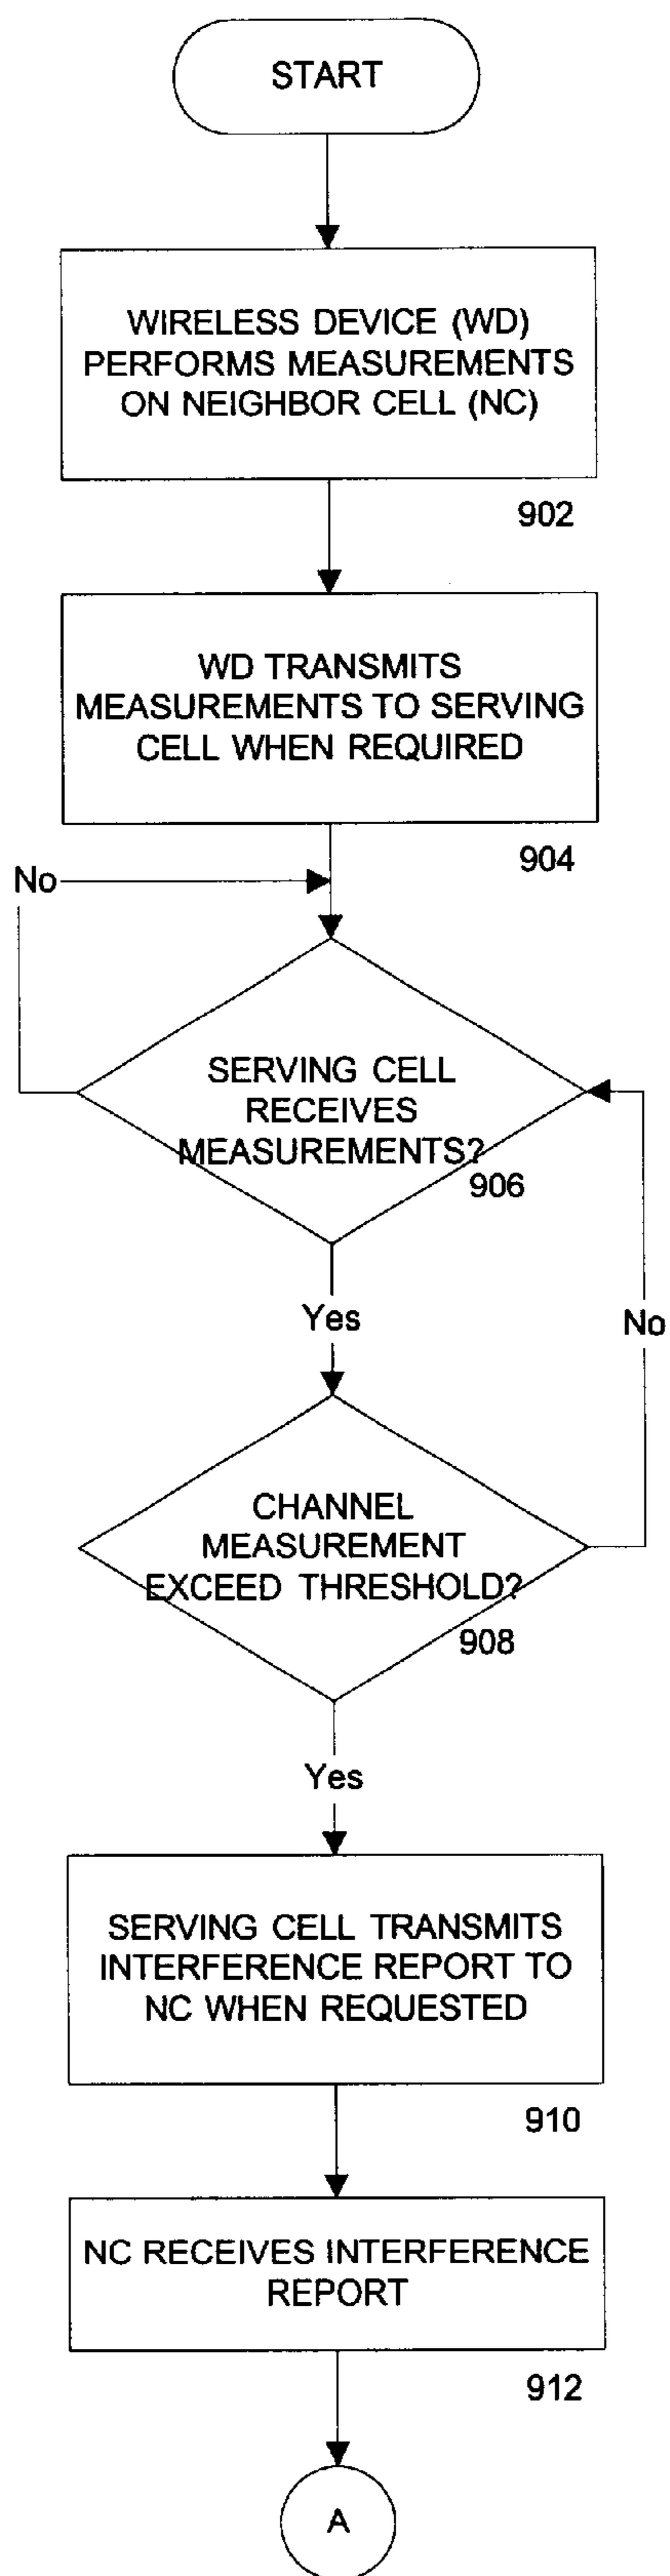 START
WIRELESS DEVICE (WD)
PERFORMS MEASUREMENTS
ON NEIGHBOR CELL (NC)
902
WD TRANSMITS
MEASUREMENTS TO SERVING
CELL WHEN REQUIRED
904
No
SERVING CELL
RECEIVES
MEASUREMENTS?
906
Yes
No
CHANNEL
MEASUREMENT
EXCEED THRESHOLD?
908
Yes
SERVING CELL TRANSMITS
INTERFERENCE REPORT TO
NC WHEN REQUESTED
910
NC RECEIVES INTERFERENCE
REPORT
912
A